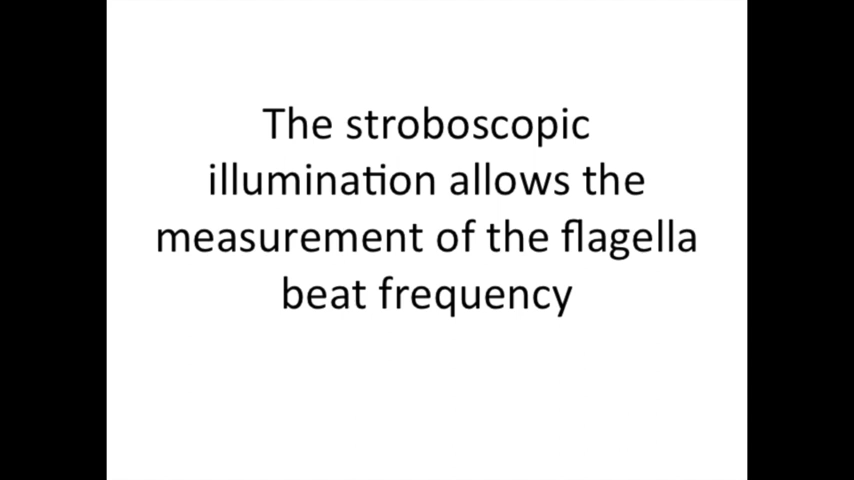 The stroboscopic
illumination allows the
measurement of the flagella
beat frequency